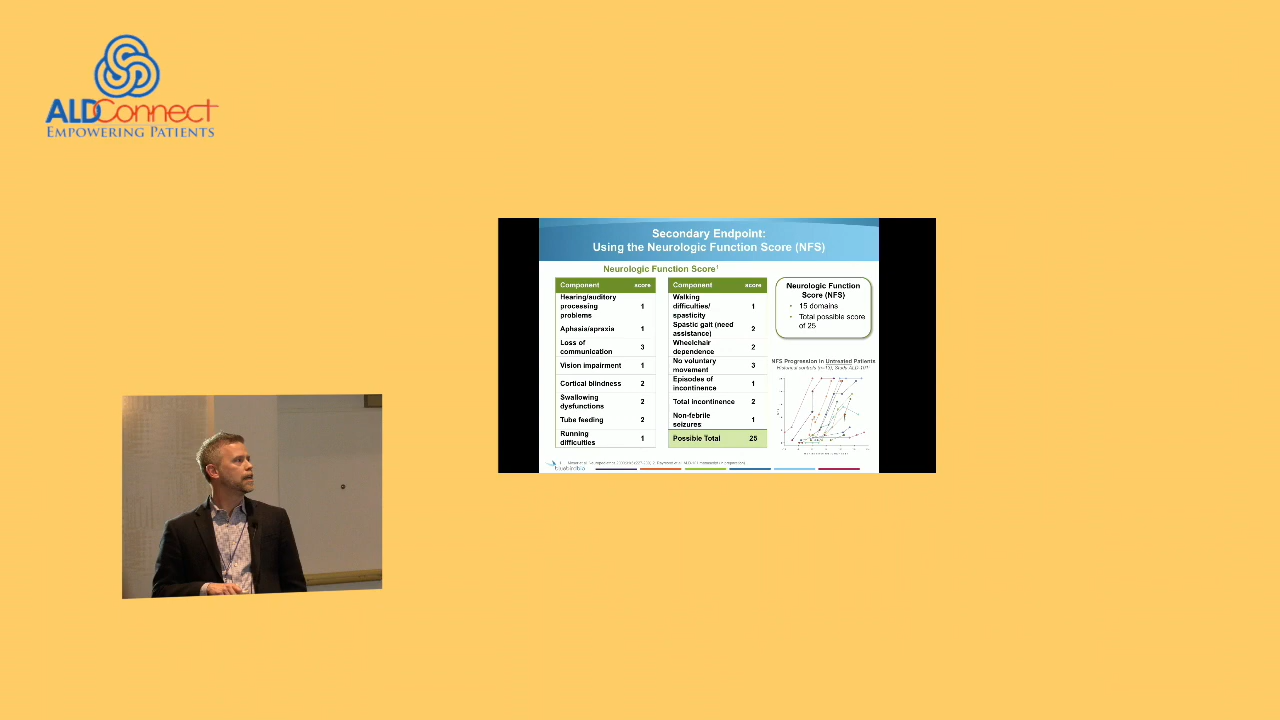 ALDConnect
EMPOWERING PATIENTS
Secondary Endpoint:
Using the Neurologic Function Score (NFS)
Neurologic Function Score¹
Component score
Hearing/auditory
processing 1
problems
Aphasia/apraxia 1
Loss of
communication 3
Vision impairment 1
Cortical blindness 2
Swallowing
dysfunctions 2
Tube feeding 2
Running
difficulties 1
Component score
Walking
difficulties/ 1
spasticity
Spastic gait (need
assistance) 2
Wheelchair
dependence 2
No voluntary
movement 3
Episodes of
incontinence 1
Total incontinence 2
Non-febrile
seizures 1
Possible Total 25
Neurologic Function
Score (NFS)
• 15 domains
• Total possible score
of 25
NFS Progression in Untreated Patients
bluebirdbio